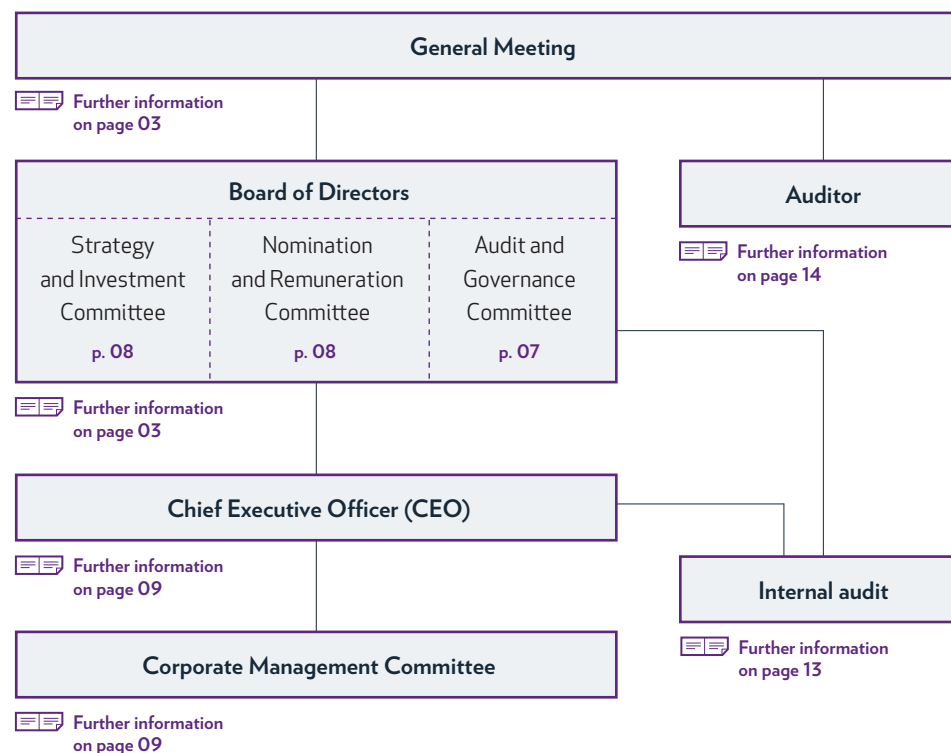 General Meeting
Further information
on page 03
Board of Directors
Strategy
and Investment
Committee
p. 08
Nomination
and Remuneration
Committee
p. 08
Audit and
Governance
Committee
p. 07
Further information
on page 03
Auditor
Further information
on page 14
Chief Executive Officer (CEO)
Further information
on page 09
Internal audit
Further information
on page 13
Corporate Management Committee
Further information
on page 09